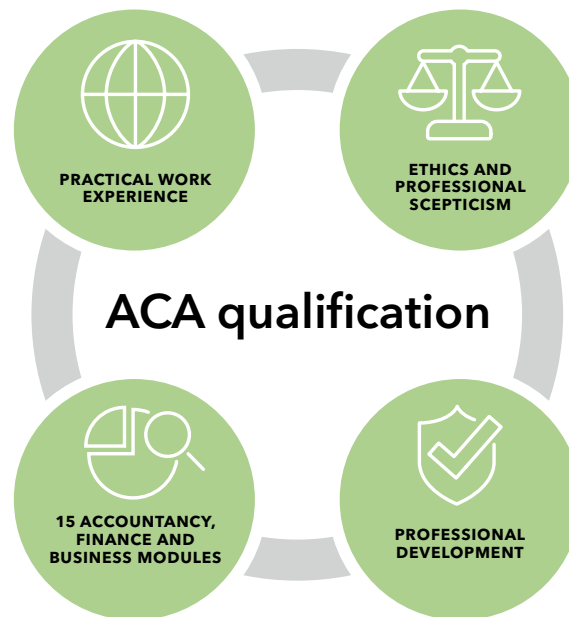 PRACTICAL WORK
EXPERIENCE
ETHICS AND
PROFESSIONAL
SCEPTICISM
ACA qualification
15 ACCOUNTANCY,
FINANCE AND
BUSINESS MODULES
PROFESSIONAL
DEVELOPMENT